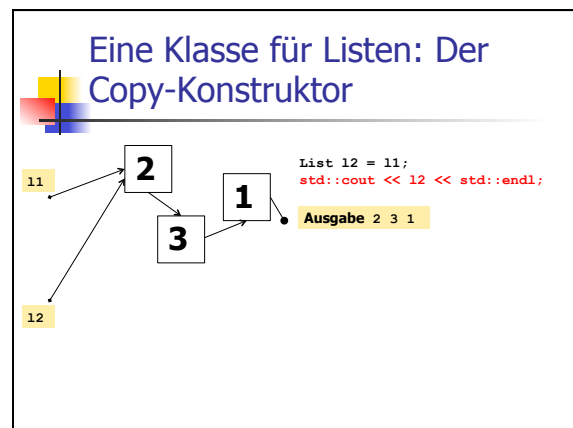 Eine Klasse für Listen: Der
Copy-Konstruktor
l1
2
1
3
l2
List l2 = l1;
std::cout << l2 << std::endl;
Ausgabe 2 3 1